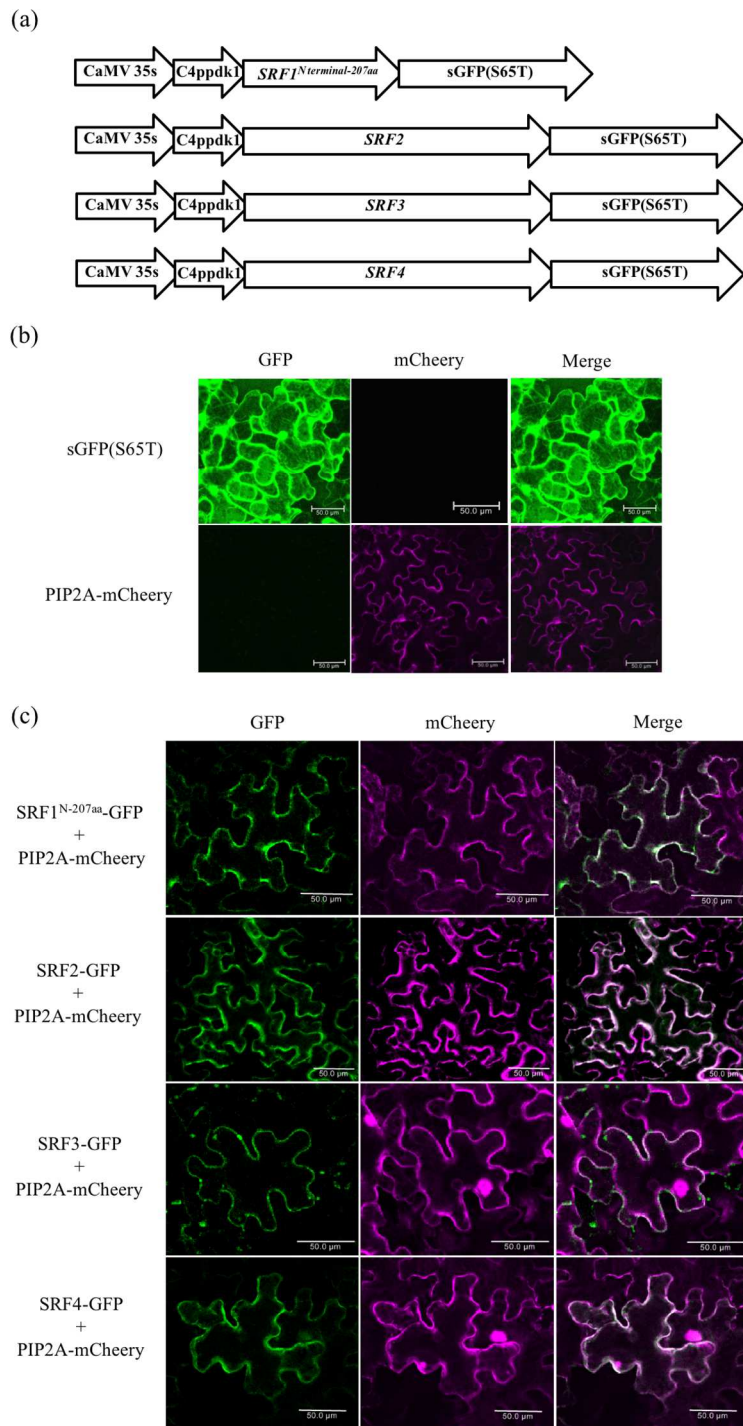 (a)
CaMV 35s C4ppdk1 SRF1N terminal-207aa sGFP(S65T)
CaMV 35s C4ppdk1 SRF2 sGFP(S65T)
CaMV 35s C4ppdk1 SRF3 sGFP(S65T)
CaMV 35s C4ppdk1 SRF4 sGFP(S65T)
(b)
GFP mCheery Merge
sGFP(S65T)
50.0 µm 50.0 µm 50.0 µm
PIP2A-mCheery
50.0 µm 50.0 µm 50.0 µm
(c)
GFP mCheery Merge
SRF1N-207aa-GFP
+
PIP2A-mCheery
50.0 µm 50.0 µm 50.0 µm
SRF2-GFP
+
PIP2A-mCheery
50.0 µm 50.0 µm 50.0 µm
SRF3-GFP
+
PIP2A-mCheery
50.0 µm 50.0 µm 50.0 µm
SRF4-GFP
+
PIP2A-mCheery
50.0 µm 50.0 µm 50.0 µm